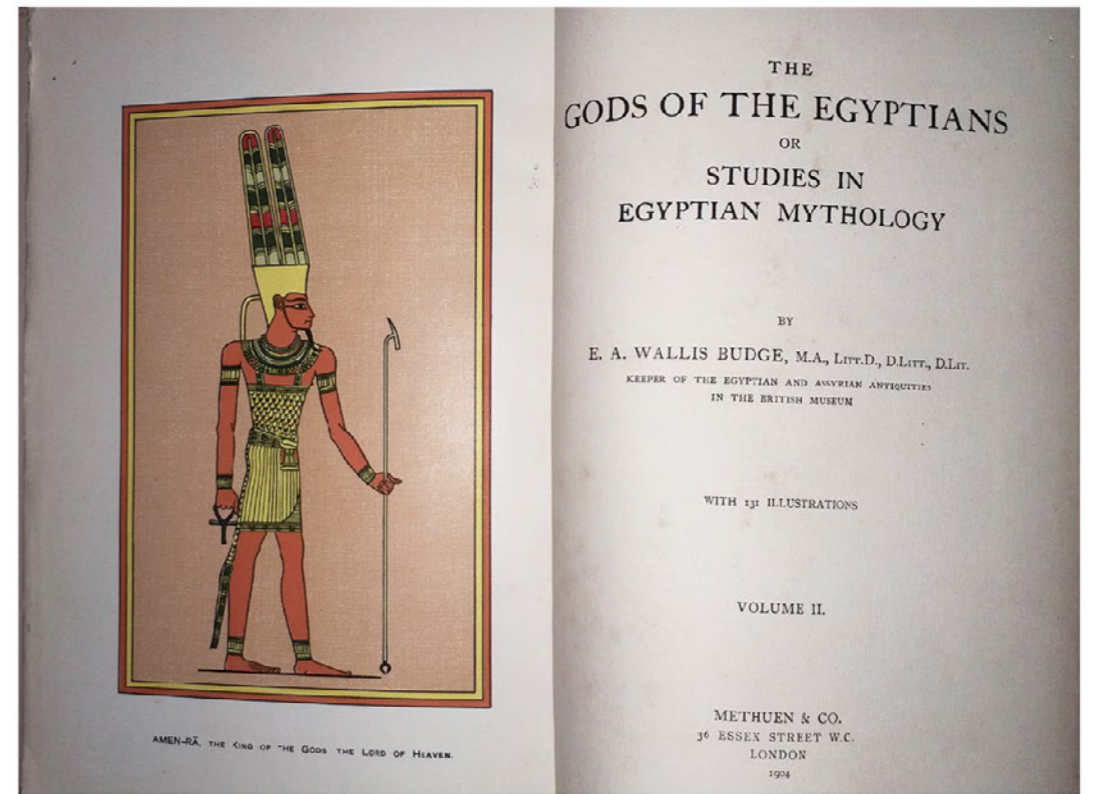 AMEN-RĀ, THE KING OF THE GODS THE LORD OF HEAVEN.
THE
GODS OF THE EGYPTIANS
OR
STUDIES IN
EGYPTIAN MYTHOLOGY
BY
E. A. WALLIS BUDGE, M.A., LITT.D., D.LITT., D.LIT.
KEEPER OF THE EGYPTIAN AND ASSYRIAN ANTIQUITIES
IN THE BRITISH MUSEUM
WITH 131 ILLUSTRATIONS
VOLUME II.
METHUEN & CO.
36 ESSEX STREET W.C.
LONDON
1904